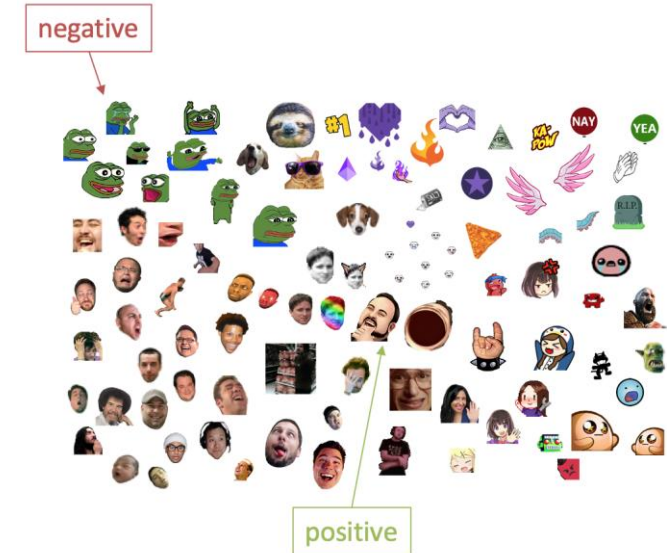 negative
#1
KA-
POW
NAY
YEA
R.I.P.
positive